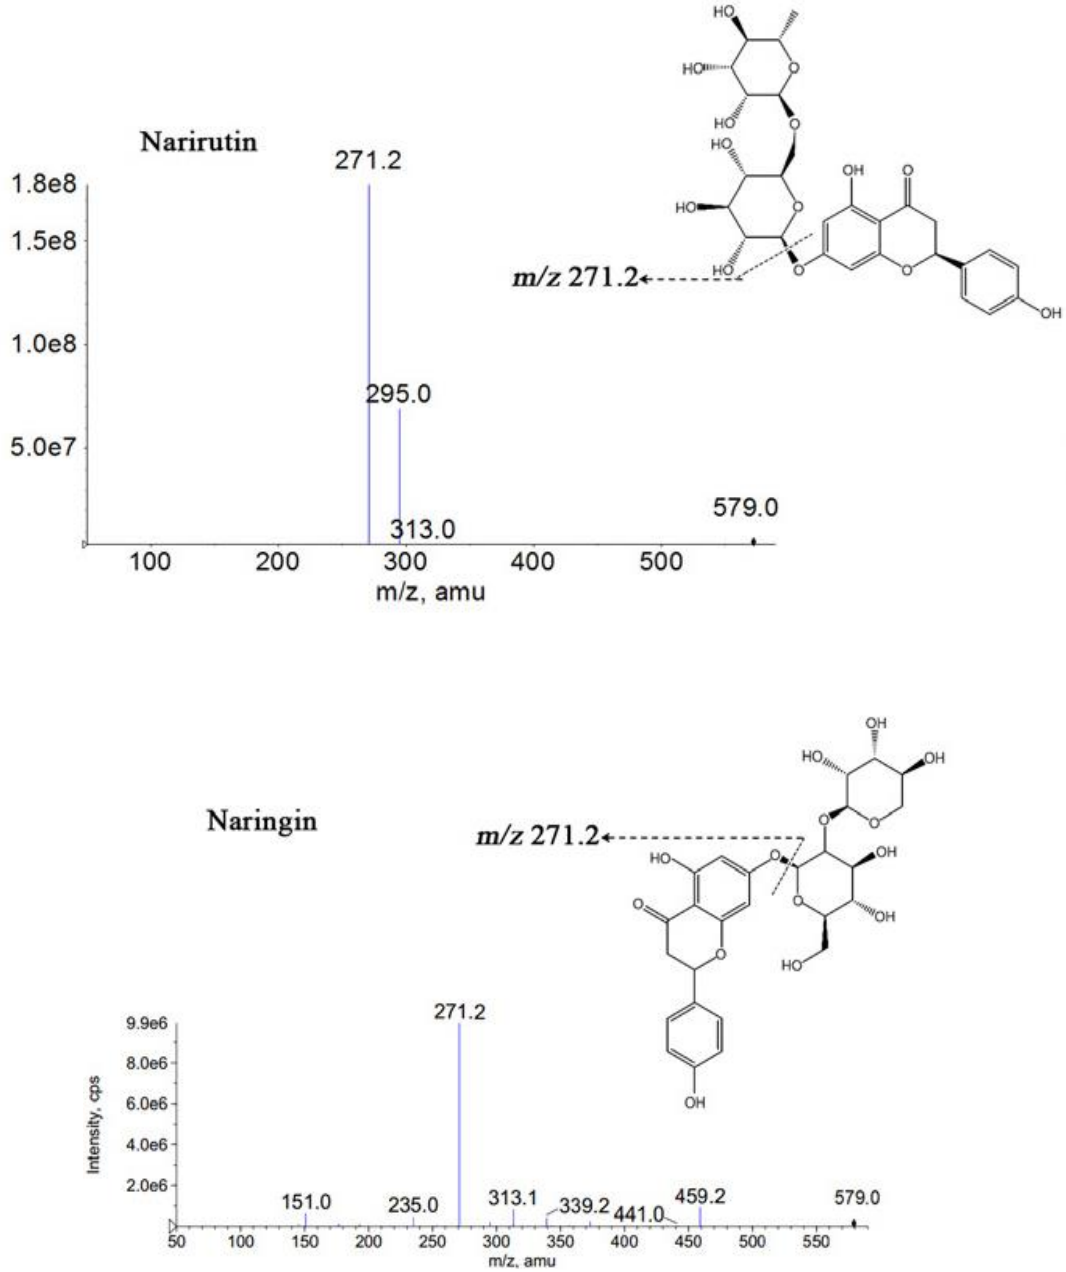 HO
O
HO
HO
O
HO
Narirutin
271.2
OH
O
1.8e8
HO
O
1.5e8
HO
O
O
m/z 271.2
OH
1.0e8
295.0
5.0e7
579.0
313.0
100 200 300 400 500
m/z, amu
OH
HO
OH
Naringin
O
O
m/z 271.2
HO
O
OH
O
O
OH
O
HO
271.2
9.9e6
8.0e6
OH
6.0e6
Intensity, cps
4.0e6
2.0e6
151.0 235.0 313.1 339.2 441.0 459.2 579.0
50 100 150 200 250 300 350 400 450 500 550
m/z, amu